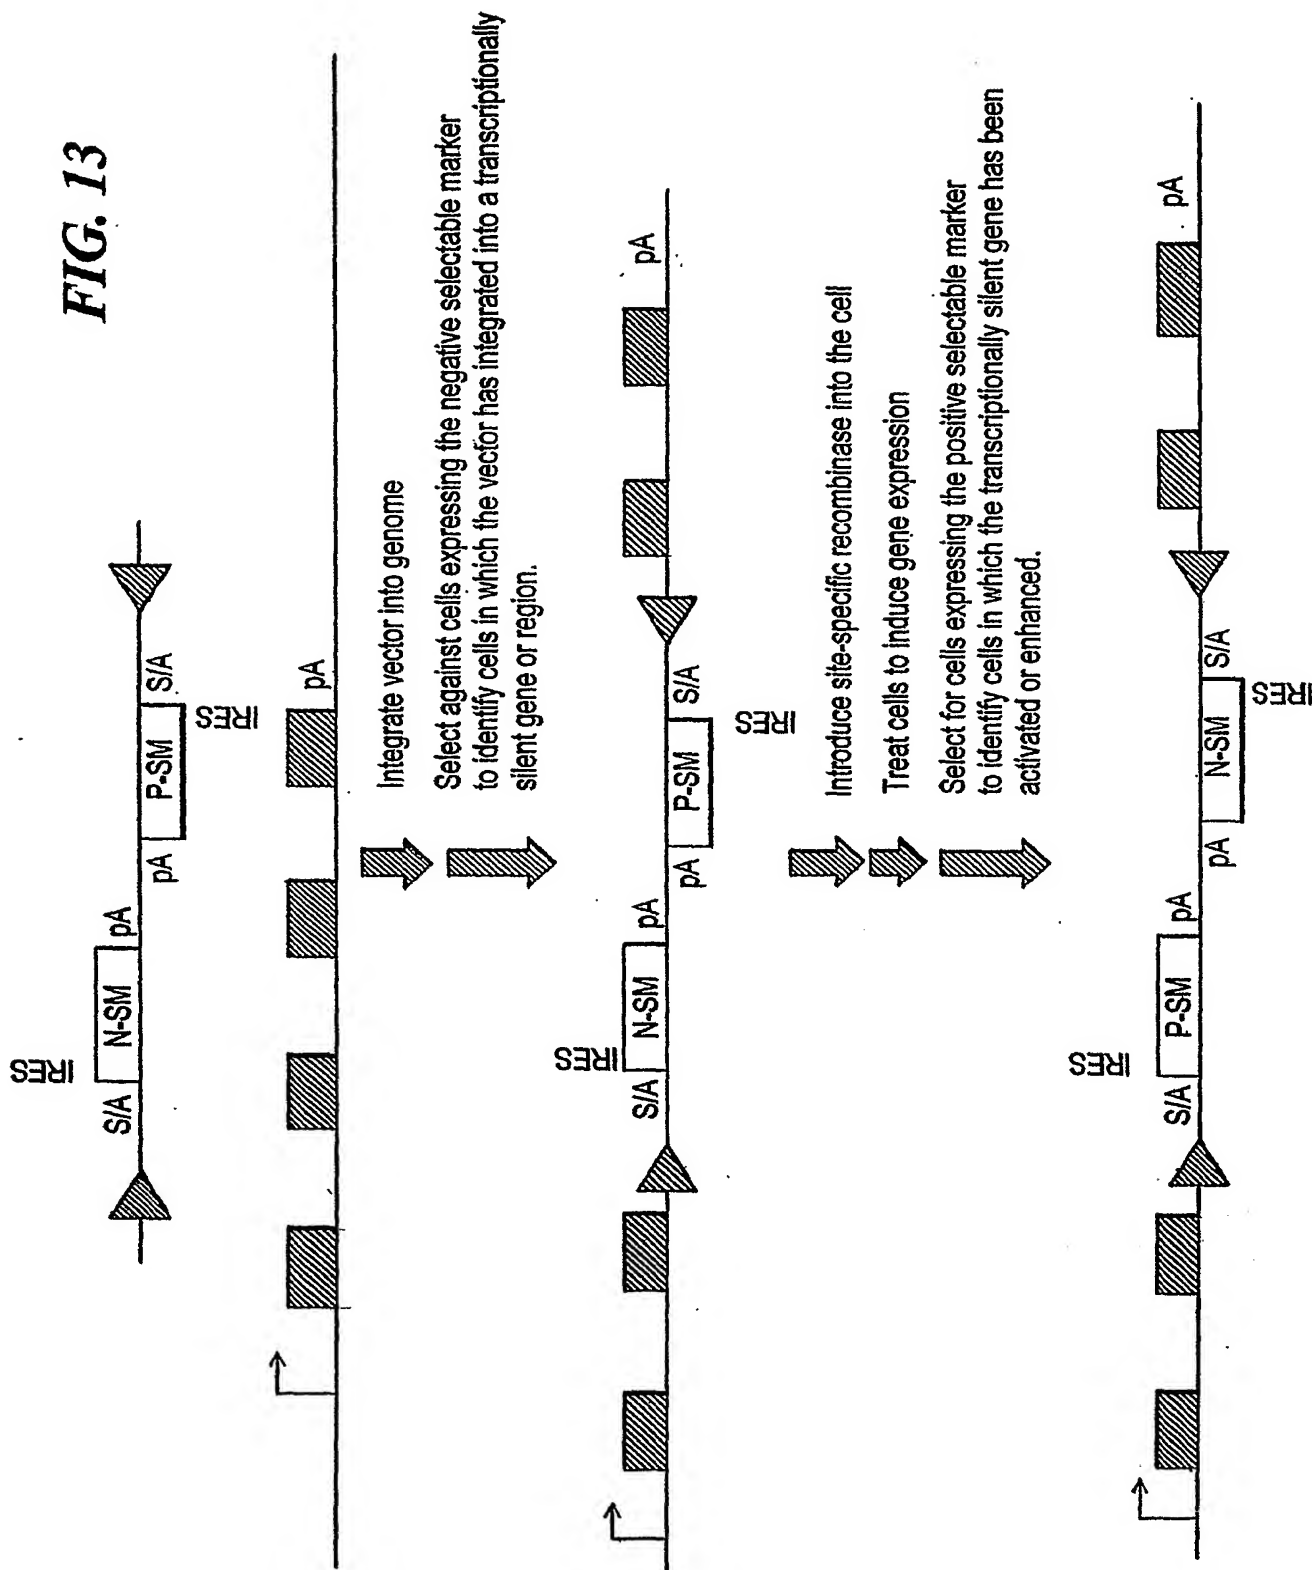 FIG. 13
IRES
S/A N-SM pA pA P-SM S/A
IRES
pA
Integrate vector into genome
Select against cells expressing the negative selectable marker
to identify cells in which the vector has integrated into a transcriptionally
silent gene or region.
IRES
S/A N-SM pA pA P-SM S/A pA
IRES
Introduce site-specific recombinase into the cell
Treat cells to induce gene expression
Select for cells expressing the positive selectable marker
to identify cells in which the transcriptionally silent gene has been
activated or enhanced.
IRES
S/A P-SM pA pA N-SM S/A pA
IRES